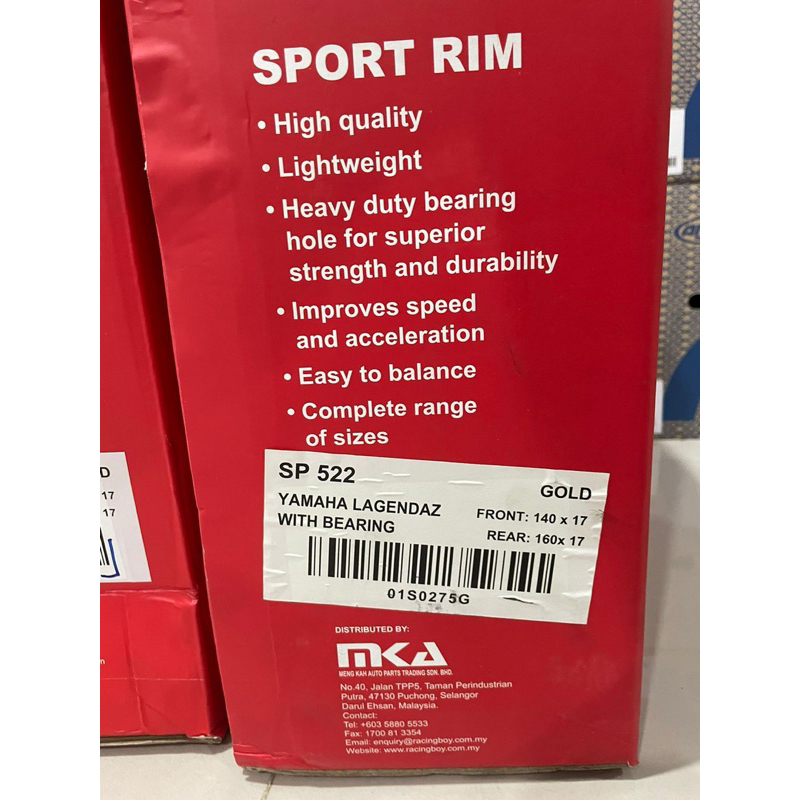 SPORT RIM
• High quality
• Lightweight
• Heavy duty bearing
hole for superior
strength and durability
• Improves speed
and acceleration
• Easy to balance
• Complete range
of sizes
SP 522
GOLD
YAMAHA LAGENDAZ
FRONT: 140 x 17
WITH BEARING
REAR: 160x 17
01S0275G
DISTRIBUTED BY:
MKA
MENG KAH AUTO PARTS TRADING SDN. BHD.
No.40, Jalan TPP5, Taman Perindustrian
Putra, 47130 Puchong, Selangor
Darul Ehsan, Malaysia.
Contact:
Tel: +603 5880 5533
Fax: 1700 81 3354
Email: enquiry@racingboy.com.my
Website: www.racingboy.com.my
D
17
17